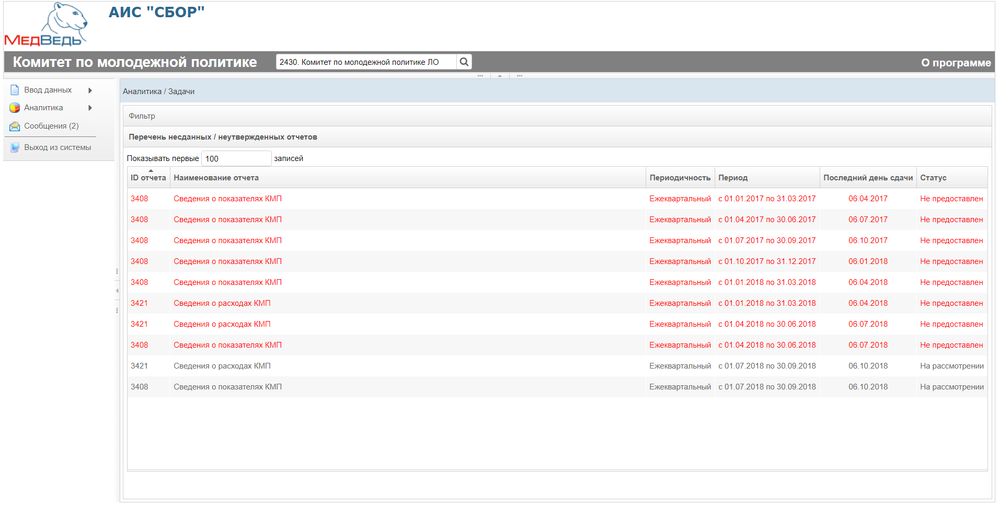 АИС "СБОР"
МЕДВЕДЬ
Комитет по молодежной политике 2430. Комитет по молодежной политике ЛО О программе
Ввод данных
Аналитика
Сообщения (2)
Выход из системы
Аналитика / Задачи
Фильтр
Перечень несданных / неутвержденных отчетов
Показывать первые 100 записей
ID отчета Наименование отчета Периодичность Период Последний день сдачи Статус
3408 Сведения о показателях КМП Ежеквартальный с 01.01.2017 по 31.03.2017 06.04.2017 Не предоставлен
3408 Сведения о показателях КМП Ежеквартальный с 01.04.2017 по 30.06.2017 06.07.2017 Не предоставлен
3408 Сведения о показателях КМП Ежеквартальный с 01.07.2017 по 30.09.2017 06.10.2017 Не предоставлен
3408 Сведения о показателях КМП Ежеквартальный с 01.10.2017 по 31.12.2017 06.01.2018 Не предоставлен
3408 Сведения о показателях КМП Ежеквартальный с 01.01.2018 по 31.03.2018 06.04.2018 Не предоставлен
3421 Сведения о расходах КМП Ежеквартальный с 01.01.2018 по 31.03.2018 06.04.2018 Не предоставлен
3421 Сведения о расходах КМП Ежеквартальный с 01.04.2018 по 30.06.2018 06.07.2018 Не предоставлен
3408 Сведения о показателях КМП Ежеквартальный с 01.04.2018 по 30.06.2018 06.07.2018 Не предоставлен
3421 Сведения о расходах КМП Ежеквартальный с 01.07.2018 по 30.09.2018 06.10.2018 На рассмотрении
3408 Сведения о показателях КМП Ежеквартальный с 01.07.2018 по 30.09.2018 06.10.2018 На рассмотрении